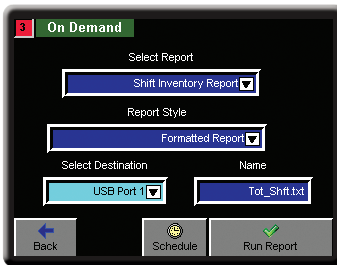 3 On Demand
Select Report
Shift Inventory Report
Report Style
Formatted Report
Select Destination
Name
USB Port 1
Tot_Shft.txt
Back
Schedule
Run Report